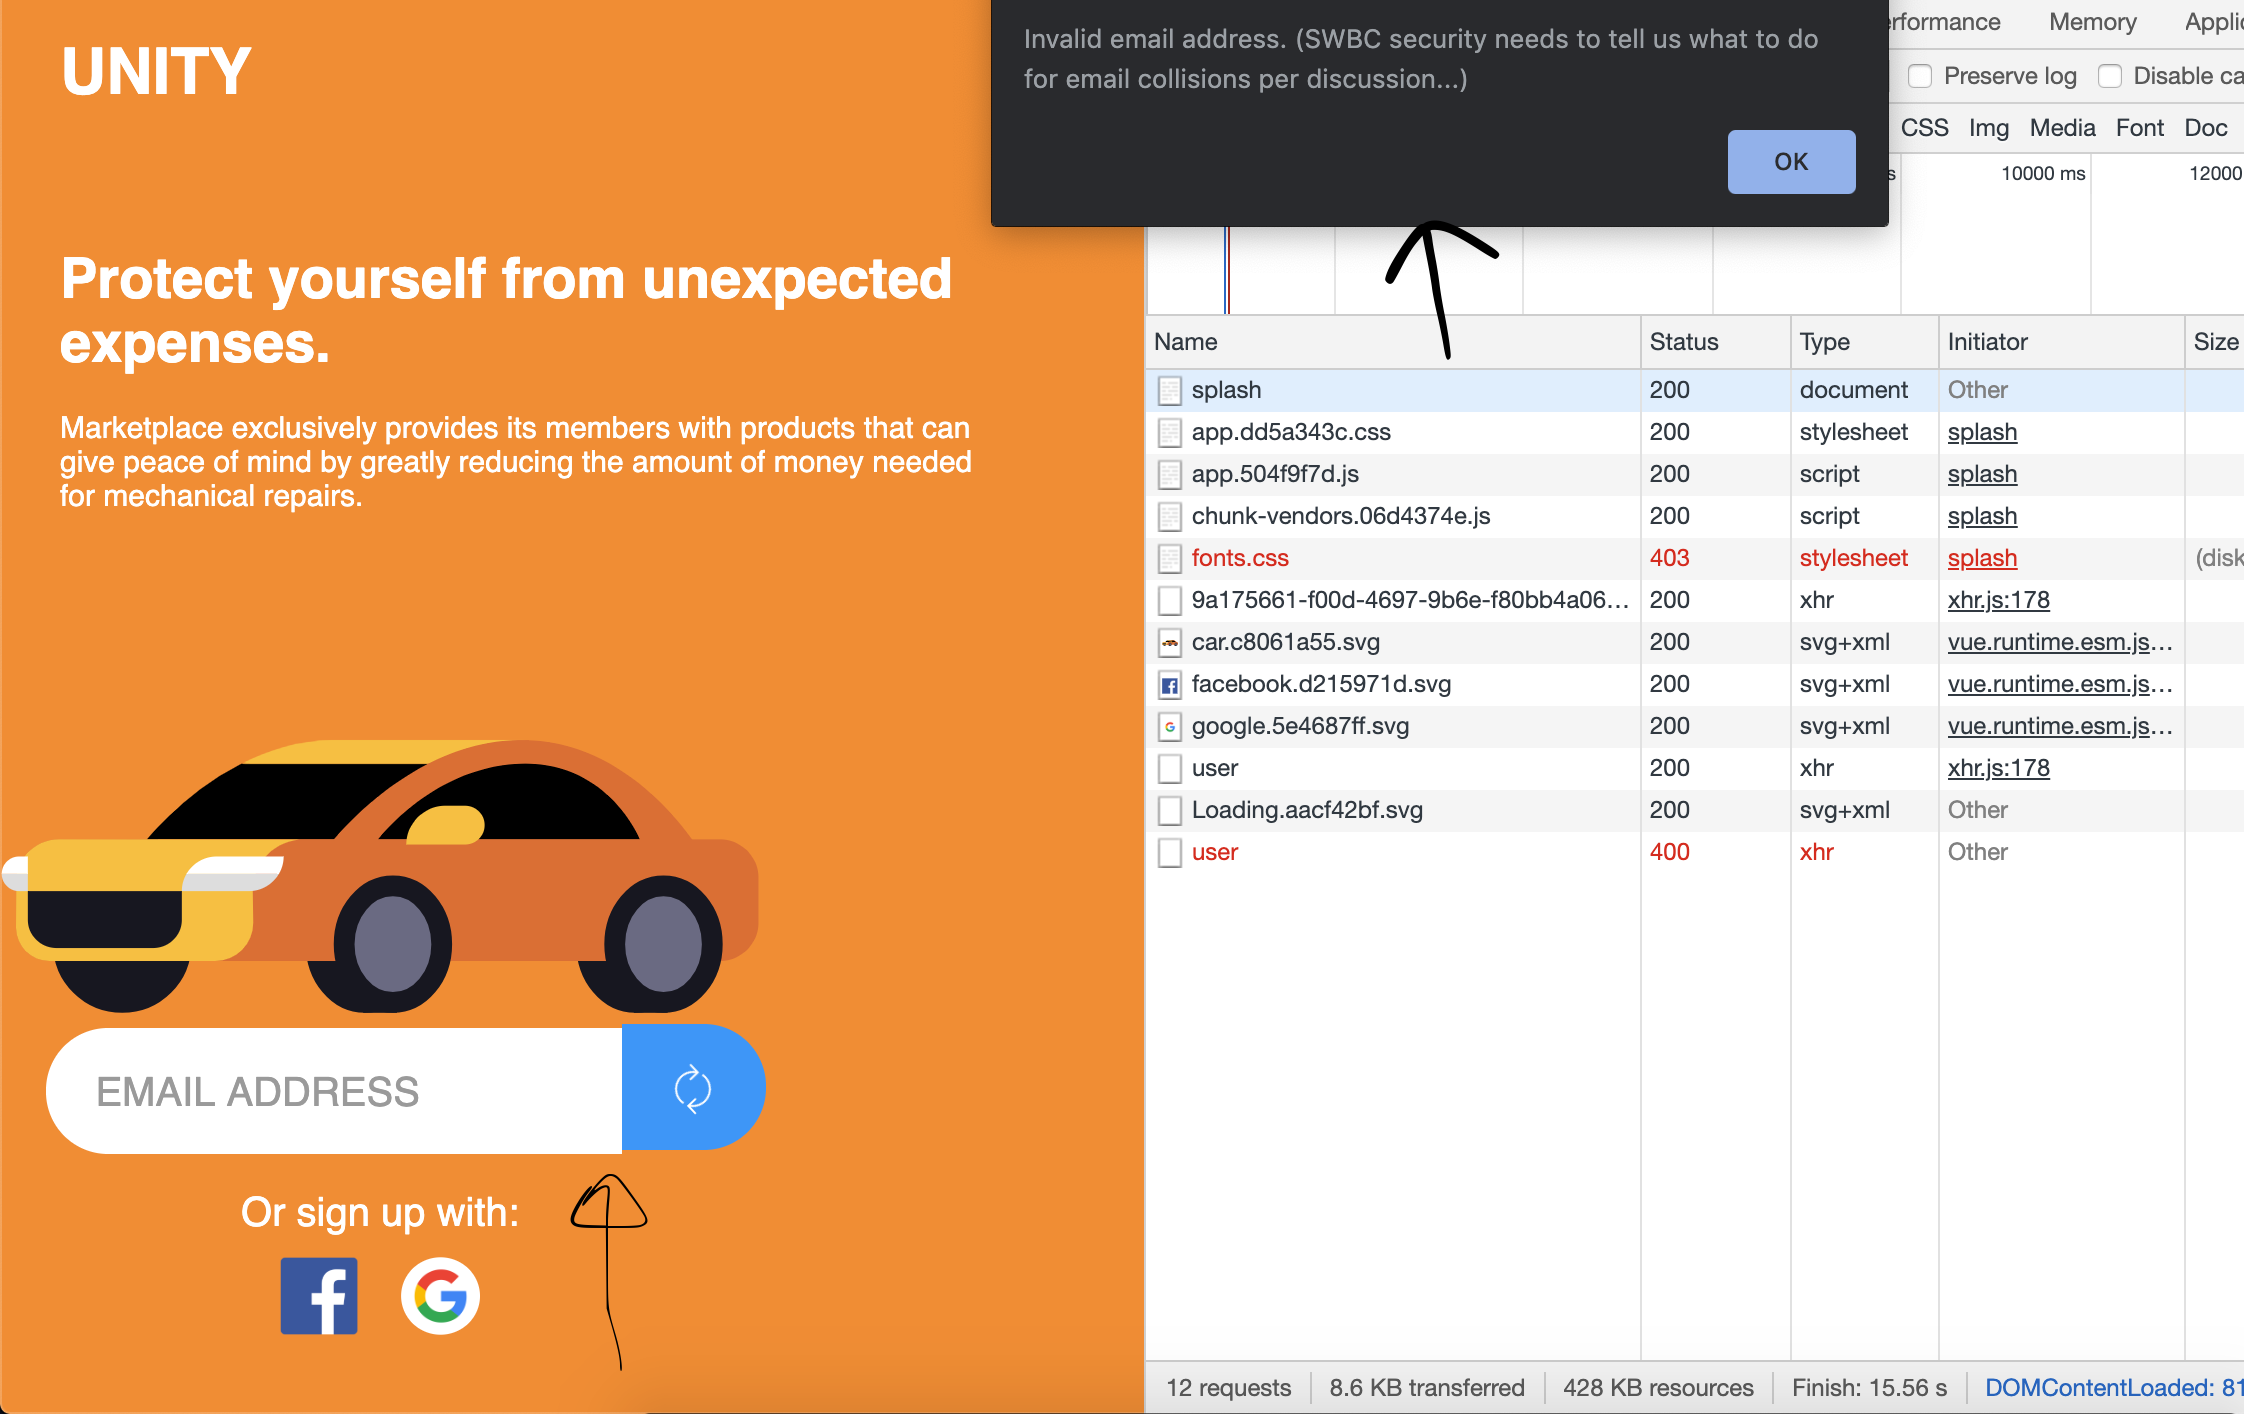 UNITY
Protect yourself from unexpected
expenses.
Marketplace exclusively provides its members with products that can
give peace of mind by greatly reducing the amount of money needed
for mechanical repairs.
EMAIL ADDRESS
Or sign up with:
Invalid email address. (SWBC security needs to tell us what to do
for email collisions per discussion...)
OK
erformance Memory Applic
Preserve log Disable ca
CSS Img Media Font Doc
s 10000 ms 12000
Name Status Type Initiator Size
splash 200 document Other
app.dd5a343c.css 200 stylesheet splash
app.504f9f7d.js 200 script splash
chunk-vendors.06d4374e.js 200 script splash
fonts.css 403 stylesheet splash (disk
9a175661-f00d-4697-9b6e-f80bb4a06... 200 xhr xhr.js:178
car.c8061a55.svg 200 svg+xml vue.runtime.esm.js...
facebook.d215971d.svg 200 svg+xml vue.runtime.esm.js...
google.5e4687ff.svg 200 svg+xml vue.runtime.esm.js...
user 200 xhr xhr.js:178
Loading.aacf42bf.svg 200 svg+xml Other
user 400 xhr Other
12 requests 8.6 KB transferred 428 KB resources Finish: 15.56 s DOMContentLoaded: 81